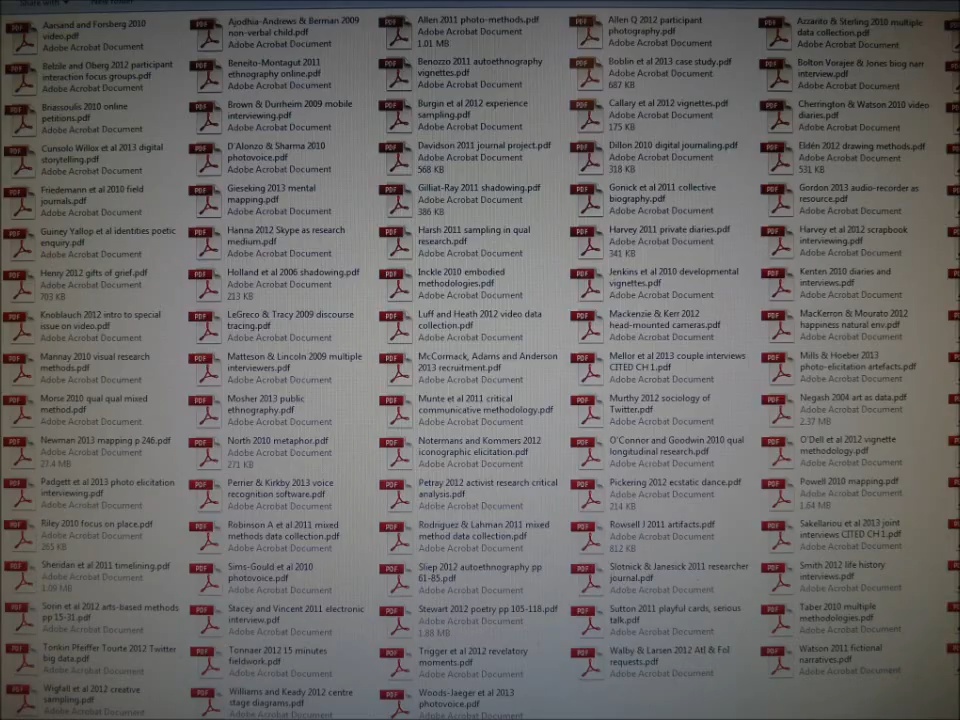 Share with
New folder
Aarsand and Forsberg 2010
video.pdf
Adobe Acrobat Document
Ajodhia-Andrews & Berman 2009
non-verbal child.pdf
Adobe Acrobat Document
Allen 2011 photo-methods.pdf
Adobe Acrobat Document
1.01 MB
Allen Q 2012 participant
photography.pdf
Adobe Acrobat Document
Azzarito & Sterling 2010 multiple
data collection.pdf
Adobe Acrobat Document
Bebile and Oberg 2012 participant
interaction focus groups.pdf
Adobe Acrobat Document
Beneito-Montagut 2011
ethnography online.pdf
Adobe Acrobat Document
Benozzo 2011 autoethnography
vignettes.pdf
Adobe Acrobat Document
Boblin et al 2013 case study.pdf
Adobe Acrobat Document
687 KB
Bolton Vorajee & Jones biog narr
interview.pdf
Adobe Acrobat Document
Briassoulis 2010 online
petitions.pdf
Adobe Acrobat Document
Brown & Durrheim 2009 mobile
interviewing.pdf
Adobe Acrobat Document
Burgin et al 2012 experience
sampling.pdf
Adobe Acrobat Document
Callary et al 2012 vignettes.pdf
Adobe Acrobat Document
175 KB
Cherrington & Watson 2010 video
diaries.pdf
Adobe Acrobat Document
Cunsolo Willox et al 2013 digital
storytelling.pdf
Adobe Acrobat Document
D'Alonzo & Sharma 2010
photovoice.pdf
Adobe Acrobat Document
Davidson 2011 journal project.pdf
Adobe Acrobat Document
568 KB
Dillon 2010 digital journaling.pdf
Adobe Acrobat Document
318 KB
Eldén 2012 drawing methods.pdf
Adobe Acrobat Document
531 KB
Friedemann et al 2010 field
journals.pdf
Adobe Acrobat Document
Gieseking 2013 mental
mapping.pdf
Adobe Acrobat Document
Gilliat-Ray 2011 shadowing.pdf
Adobe Acrobat Document
386 KB
Gonick et al 2011 collective
biography.pdf
Adobe Acrobat Document
Gordon 2013 audio-recorder as
resource.pdf
Adobe Acrobat Document
Guiney Yallop et al identities poetic
enquiry.pdf
Adobe Acrobat Document
Hanna 2012 Skype as research
medium.pdf
Adobe Acrobat Document
Harsh 2011 sampling in qual
research.pdf
Adobe Acrobat Document
Harvey 2011 private diaries.pdf
Adobe Acrobat Document
341 KB
Harvey et al 2012 scrapbook
interviewing.pdf
Adobe Acrobat Document
Henry 2012 gifts of grief.pdf
Adobe Acrobat Document
703 KB
Holland et al 2006 shadowing.pdf
Adobe Acrobat Document
213 KB
Inckle 2010 embodied
methodologies.pdf
Adobe Acrobat Document
Jenkins et al 2010 developmental
vignettes.pdf
Adobe Acrobat Document
Kenten 2010 diaries and
interviews.pdf
Adobe Acrobat Document
Knoblauch 2012 intro to special
issue on video.pdf
Adobe Acrobat Document
LeGreco & Tracy 2009 discourse
tracing.pdf
Adobe Acrobat Document
Luff and Heath 2012 video data
collection.pdf
Adobe Acrobat Document
Mackenzie & Kerr 2012
head-mounted cameras.pdf
Adobe Acrobat Document
MacKerron & Mourato 2012
happiness natural env.pdf
Adobe Acrobat Document
Mannay 2010 visual research
methods.pdf
Adobe Acrobat Document
Matteson & Lincoln 2009 multiple
interviewers.pdf
Adobe Acrobat Document
McCormack, Adams and Anderson
2013 recruitment.pdf
Adobe Acrobat Document
Mellor et al 2013 couple interviews
CITED CH 1.pdf
Adobe Acrobat Document
Mills & Hoeber 2013
photo-elicitation artefacts.pdf
Adobe Acrobat Document
Morse 2010 qual qual mixed
method.pdf
Adobe Acrobat Document
Mosher 2013 public
ethnography.pdf
Adobe Acrobat Document
Munte et al 2011 critical
communicative methodology.pdf
Adobe Acrobat Document
Murthy 2012 sociology of
Twitter.pdf
Adobe Acrobat Document
Negash 2004 art as data.pdf
Adobe Acrobat Document
2.37 MB
Newman 2013 mapping p 246.pdf
Adobe Acrobat Document
27.4 MB
North 2010 metaphor.pdf
Adobe Acrobat Document
271 KB
Notermans and Kommers 2012
iconographic elicitation.pdf
Adobe Acrobat Document
O'Connor and Goodwin 2010 qual
longitudinal research.pdf
Adobe Acrobat Document
O'Dell et al 2012 vignette
methodology.pdf
Adobe Acrobat Document
Padgett et al 2013 photo elicitation
interviewing.pdf
Adobe Acrobat Document
Perrier & Kirkby 2013 voice
recognition software.pdf
Adobe Acrobat Document
Petray 2012 activist research critical
analysis.pdf
Adobe Acrobat Document
Pickering 2012 ecstatic dance.pdf
Adobe Acrobat Document
214 KB
Powell 2010 mapping.pdf
Adobe Acrobat Document
1.64 MB
Riley 2010 focus on place.pdf
Adobe Acrobat Document
265 KB
Robinson A et al 2011 mixed
methods data collection.pdf
Adobe Acrobat Document
Rodriguez & Lahman 2011 mixed
method data collection.pdf
Adobe Acrobat Document
Rowsell J 2011 artifacts.pdf
Adobe Acrobat Document
812 KB
Sakellariou et al 2013 joint
interviews CITED CH 1.pdf
Adobe Acrobat Document
Sheridan et al 2011 timelining.pdf
Adobe Acrobat Document
1.09 MB
Sims-Gould et al 2010
photovoice.pdf
Adobe Acrobat Document
Sliep 2012 autoethnography pp
61-85.pdf
Adobe Acrobat Document
Slotnick & Janesick 2011 researcher
journal.pdf
Adobe Acrobat Document
Smith 2012 life history
interviews.pdf
Adobe Acrobat Document
Sorin et al 2012 arts-based methods
pp 15-31.pdf
Adobe Acrobat Document
Stacey and Vincent 2011 electronic
interview.pdf
Adobe Acrobat Document
Stewart 2012 poetry pp 105-118.pdf
Adobe Acrobat Document
1.88 MB
Sutton 2011 playful cards, serious
talk.pdf
Adobe Acrobat Document
Taber 2010 multiple
methodologies.pdf
Adobe Acrobat Document
Tonkin Pfeiffer Tourte 2012 Twitter
big data.pdf
Adobe Acrobat Document
Tonnaer 2012 15 minutes
fieldwork.pdf
Adobe Acrobat Document
Trigger et al 2012 revelatory
moments.pdf
Adobe Acrobat Document
Walby & Larsen 2012 AtI & FoI
requests.pdf
Adobe Acrobat Document
Watson 2011 fictional
narratives.pdf
Adobe Acrobat Document
Wigfall et al 2012 creative
sampling.pdf
Adobe Acrobat Document
Williams and Keady 2012 centre
stage diagrams.pdf
Adobe Acrobat Document
Woods-Jaeger et al 2013
photovoice.pdf
Adobe Acrobat Document